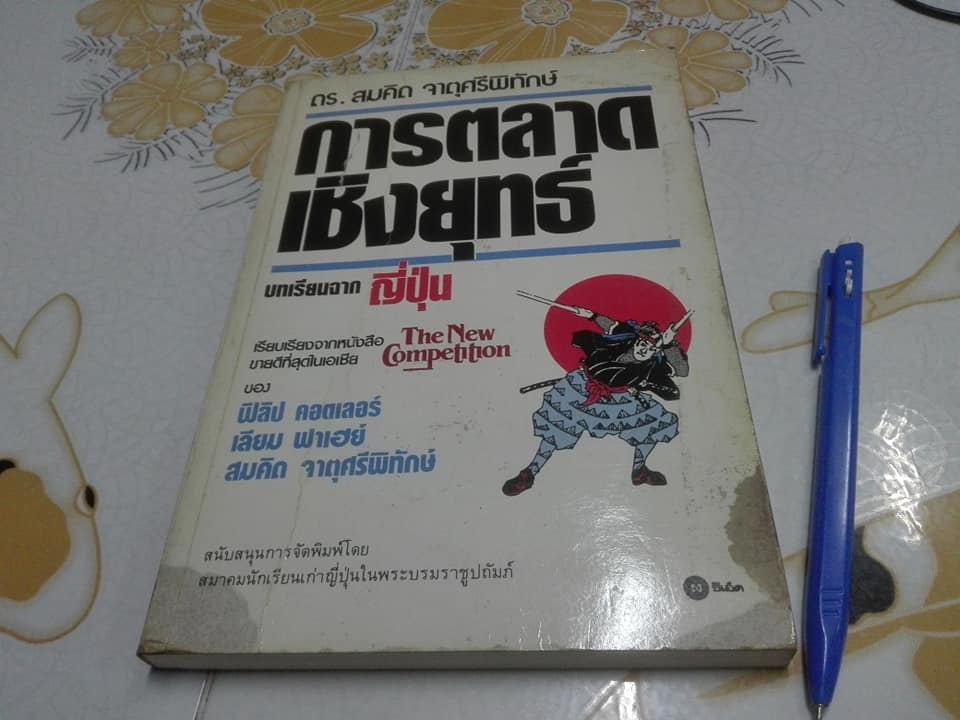 ดร. สมคิด จาตุศรีพิทักษ์
การตลาด
เชิงยุทธ์
บทเรียนจาก ญี่ปุ่น
เรียบเรียงจากหนังสือ
ขายดีที่สุดในเอเชีย
The New
Competition
ของ
ฟิลิป คอตเลอร์
เลียม ฟาเฮย์
สมคิด จาตุศรีพิทักษ์
สนับสนุนการจัดพิมพ์โดย
สมาคมนักเรียนเก่าญี่ปุ่นในพระบรมราชูปถัมภ์
ซีเอ็ด